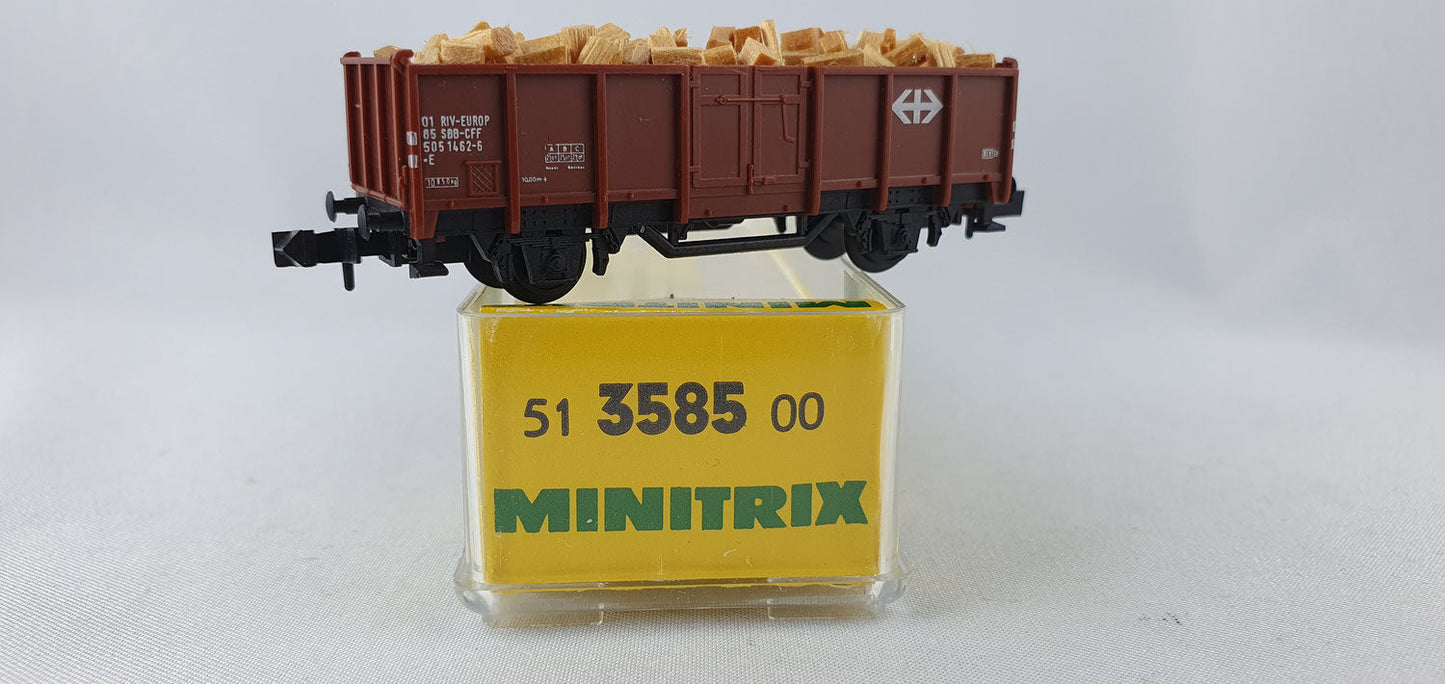 01 RIV-EUROP
85 SBB-CFF
505 1462-6
-E
A B C
10,00m
51 3585 00
MINITRIX